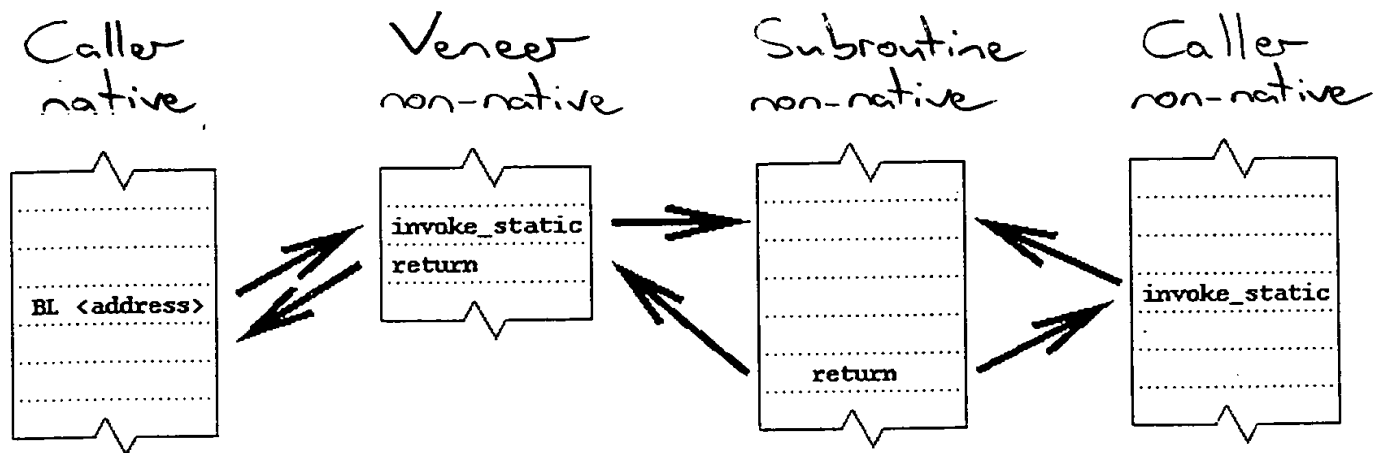 Caller
native
Veneer
non-native
Subroutine
non-native
Caller
non-native
BL <address>
invoke_static
return
return
invoke_static